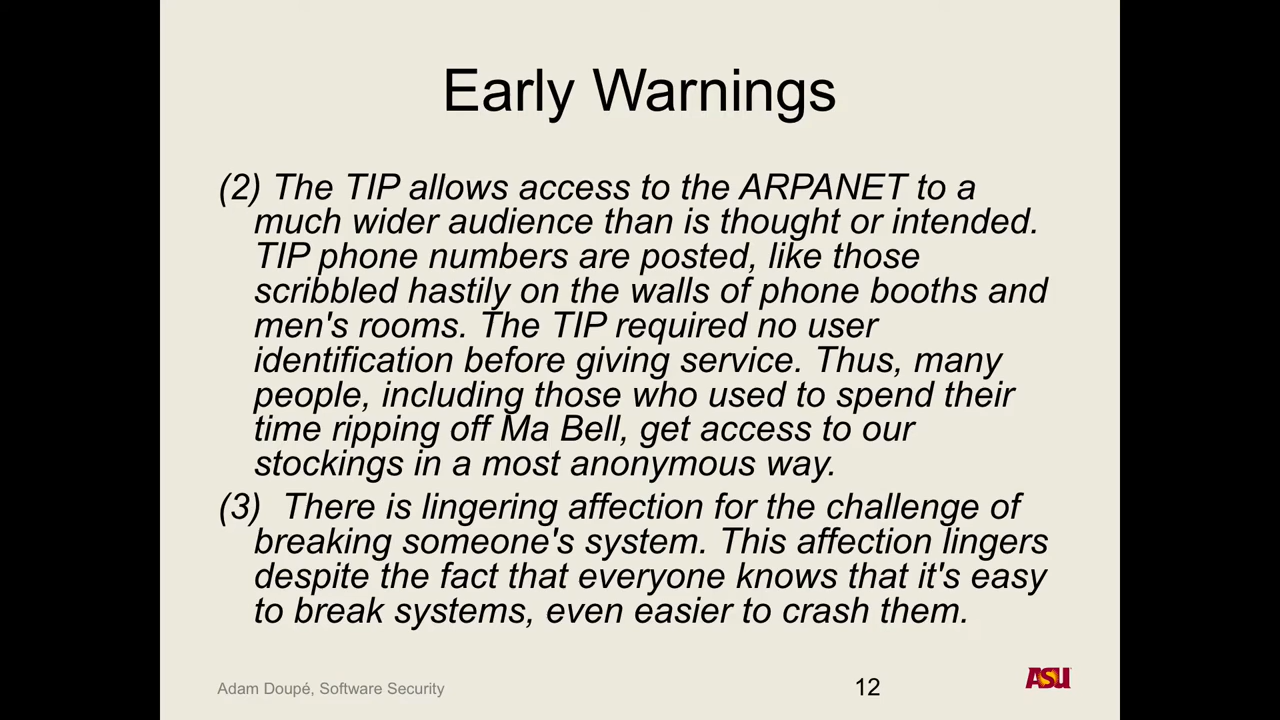 Early Warnings
(2) The TIP allows access to the ARPANET to a
much wider audience than is thought or intended.
TIP phone numbers are posted, like those
scribbled hastily on the walls of phone booths and
men's rooms. The TIP required no user
identification before giving service. Thus, many
people, including those who used to spend their
time ripping off Ma Bell, get access to our
stockings in a most anonymous way.
(3) There is lingering affection for the challenge of
breaking someone's system. This affection lingers
despite the fact that everyone knows that it's easy
to break systems, even easier to crash them.
Adam Doupé, Software Security
12
ASU